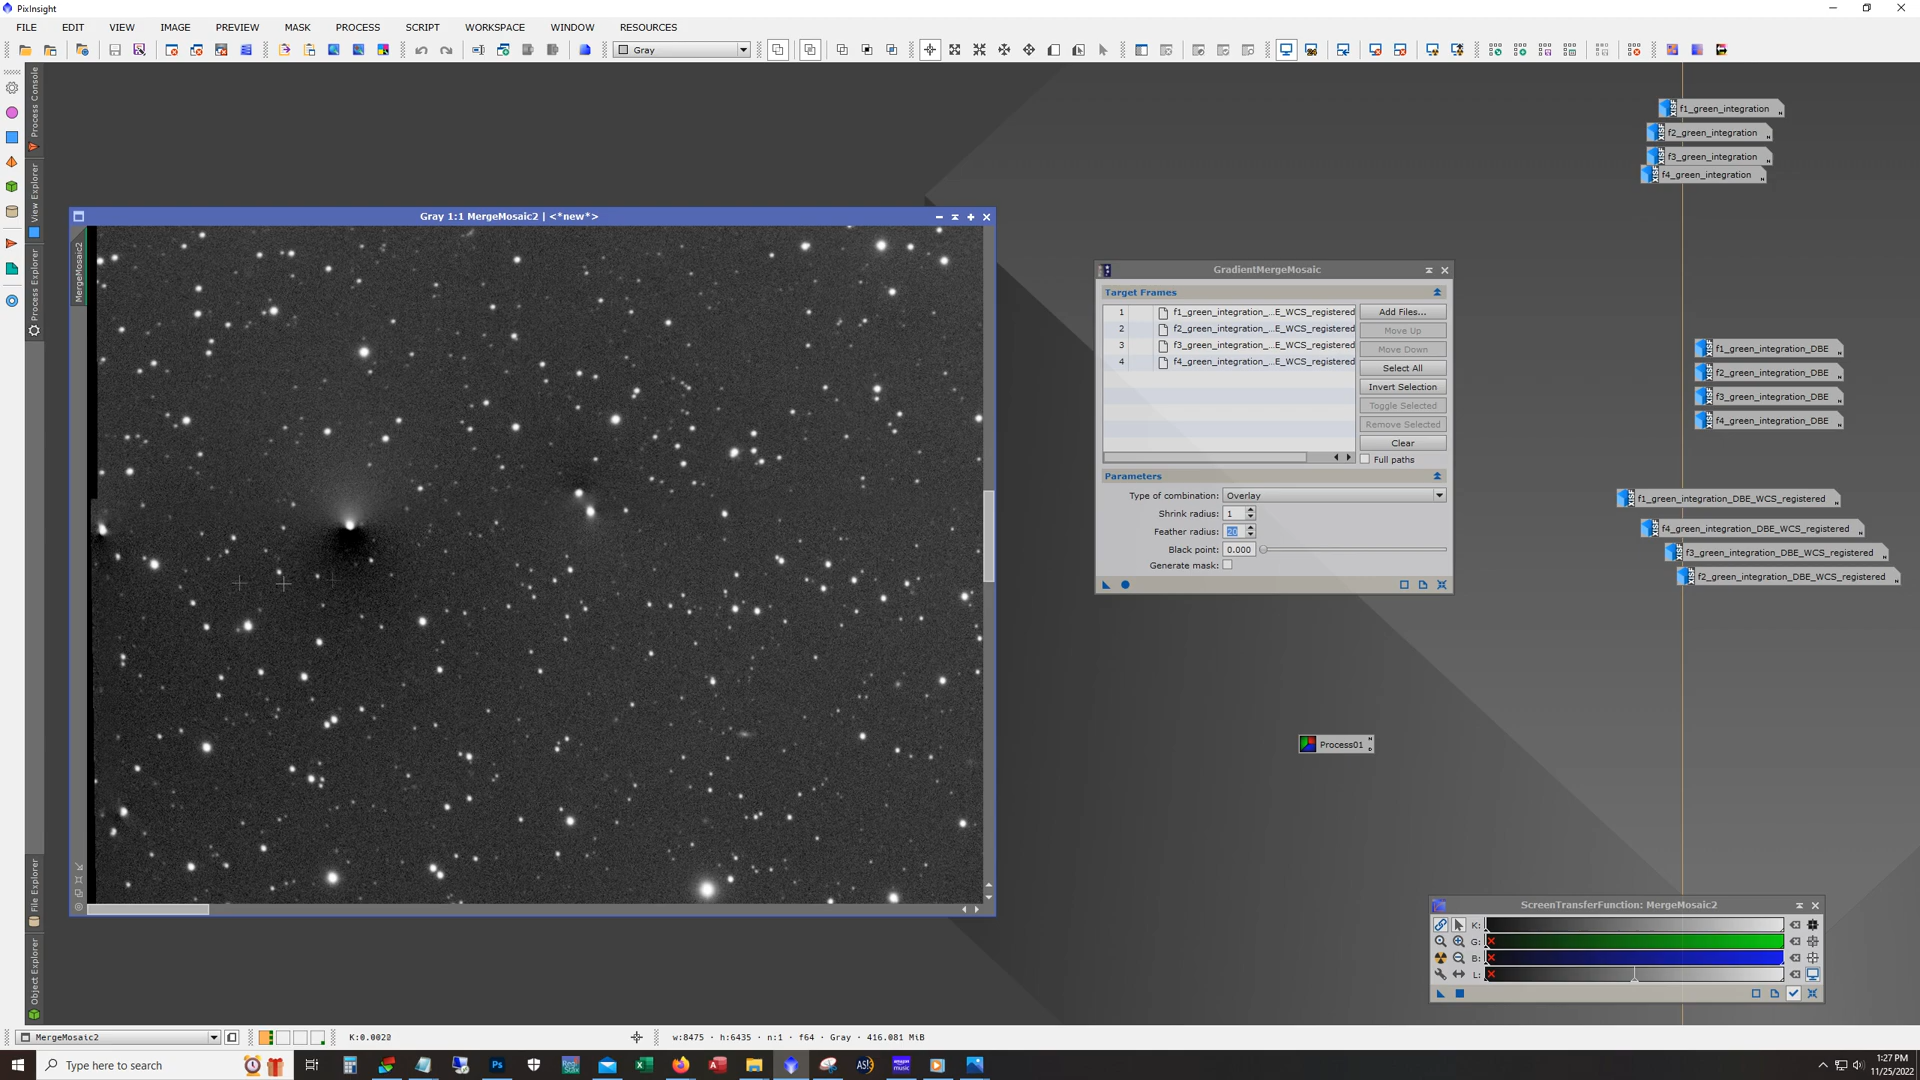 PixInsight
FILE EDIT VIEW IMAGE PREVIEW MASK PROCESS SCRIPT WORKSPACE WINDOW RESOURCES
Gray
Process Console
View Explorer
Process Explorer
File Explorer
Object Explorer
Gray 1:1 MergeMosaic2 | <*new*>
MergeMosaic2
GradientMergeMosaic
Target Frames
1 f1_green_integration_...E_WCS_registered
2 f2_green_integration_...E_WCS_registered
3 f3_green_integration_...E_WCS_registered
4 f4_green_integration_...E_WCS_registered
Add Files...
Move Up
Move Down
Select All
Invert Selection
Toggle Selected
Remove Selected
Clear
Full paths
Parameters
Type of combination: Overlay
Shrink radius: 1
Feather radius: 20
Black point: 0.000
Generate mask:
f1_green_integration
f2_green_integration
f3_green_integration
f4_green_integration
f1_green_integration_DBE
f2_green_integration_DBE
f3_green_integration_DBE
f4_green_integration_DBE
f1_green_integration_DBE_WCS_registered
f4_green_integration_DBE_WCS_registered
f3_green_integration_DBE_WCS_registered
f2_green_integration_DBE_WCS_registered
Process01
ScreenTransferFunction: MergeMosaic2
K:
G:
B:
L:
MergeMosaic2
K:0.0022
w:8475 · h:6435 · n:1 · f64 · Gray · 416.081 MiB
Type here to search
1:27 PM
11/25/2022